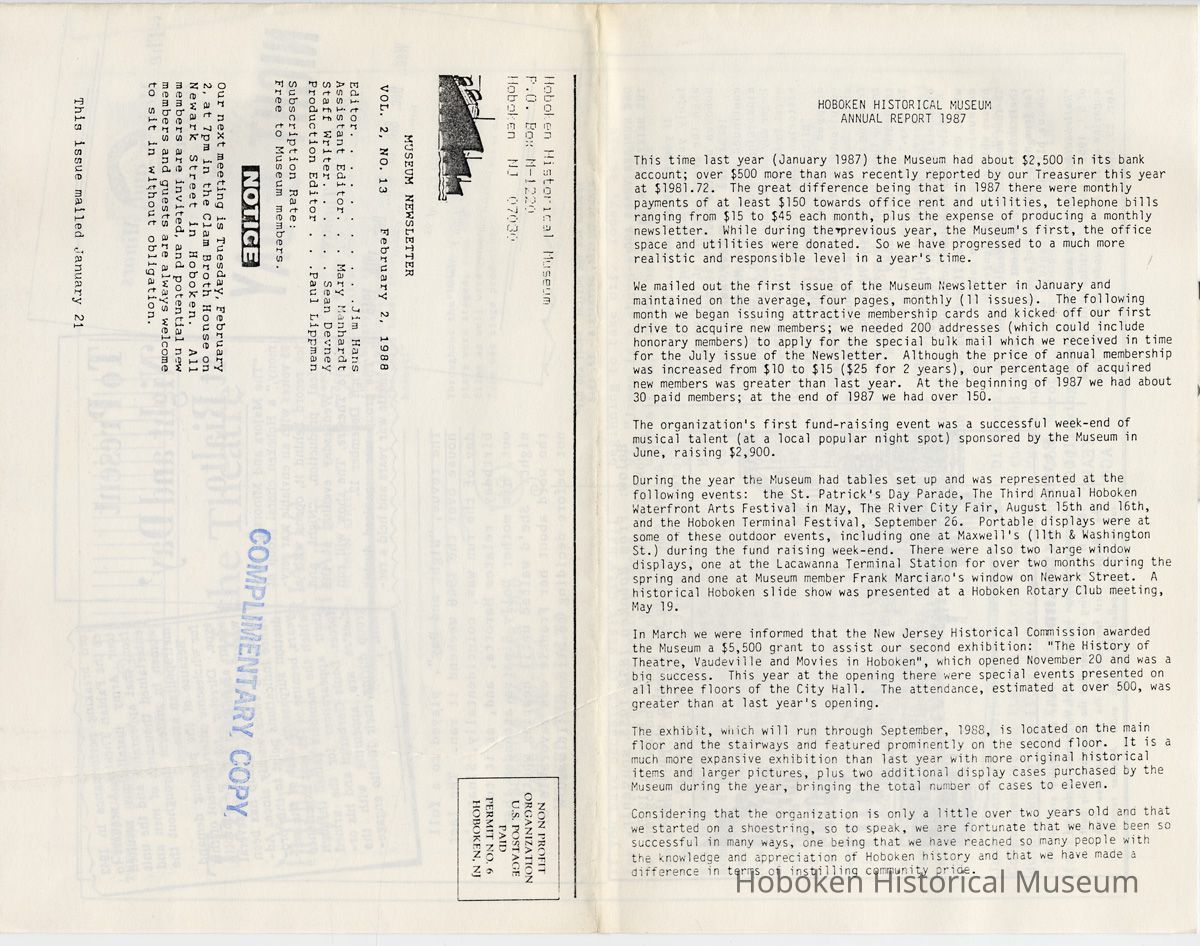 Hoboken Historical Museum
P.O. Box M-1220
Hoboken NJ 07030
MUSEUM NEWSLETTER
VOL. 2, NO. 13 February 2, 1988
Editor. . . . . . . . . .Jim Hans
Assistant Editor. . Mary Manhardt
Staff Writer. . . . . Sean Devney
Production Editor . . .Paul Lippman
Subscription Rate:
Free to Museum members.
NOTICE
Our next meeting is Tuesday, February
2, at 7pm in the Clam Broth House on
Newark Street in Hoboken. All
members are invited, and potential new
members and guests are always welcome
to sit in without obligation.
This issue mailed January 21
COMPLIMENTARY COPY
NON PROFIT
ORGANIZATION
U.S. POSTAGE
PAID
PERMIT NO. 6
HOBOKEN, NJ
HOBOKEN HISTORICAL MUSEUM
ANNUAL REPORT 1987
This time last year (January 1987) the Museum had about $2,500 in its bank
account; over $500 more than was recently reported by our Treasurer this year
at $1981.72. The great difference being that in 1987 there were monthly
payments of at least $150 towards office rent and utilities, telephone bills
ranging from $15 to $45 each month, plus the expense of producing a monthly
newsletter. While during the previous year, the Museum's first, the office
space and utilities were donated. So we have progressed to a much more
realistic and responsible level in a year's time.
We mailed out the first issue of the Museum Newsletter in January and
maintained on the average, four pages, monthly (11 issues). The following
month we began issuing attractive membership cards and kicked off our first
drive to acquire new members; we needed 200 addresses (which could include
honorary members) to apply for the special bulk mail which we received in time
for the July issue of the Newsletter. Although the price of annual membership
was increased from $10 to $15 ($25 for 2 years), our percentage of acquired
new members was greater than last year. At the beginning of 1987 we had about
30 paid members; at the end of 1987 we had over 150.
The organization's first fund-raising event was a successful week-end of
musical talent (at a local popular night spot) sponsored by the Museum in
June, raising $2,900.
During the year the Museum had tables set up and was represented at the
following events: the St. Patrick's Day Parade, The Third Annual Hoboken
Waterfront Arts Festival in May, The River City Fair, August 15th and 16th,
and the Hoboken Terminal Festival, September 26. Portable displays were at
some of these outdoor events, including one at Maxwell's (11th & Washington
St.) during the fund raising week-end. There were also two large window
displays, one at the Lacawanna Terminal Station for over two months during the
spring and one at Museum member Frank Marciano's window on Newark Street. A
historical Hoboken slide show was presented at a Hoboken Rotary Club meeting,
May 19.
In March we were informed that the New Jersey Historical Commission awarded
the Museum a $5,500 grant to assist our second exhibition: "The History of
Theatre, Vaudeville and Movies in Hoboken", which opened November 20 and was a
big success. This year at the opening there were special events presented on
all three floors of the City Hall. The attendance, estimated at over 500, was
greater than at last year's opening.
The exhibit, which will run through September, 1988, is located on the main
floor and the stairways and featured prominently on the second floor. It is a
much more expansive exhibition than last year with more original historical
items and larger pictures, plus two additional display cases purchased by the
Museum during the year, bringing the total number of cases to eleven.
Considering that the organization is only a little over two years old and that
we started on a shoestring, so to speak, we are fortunate that we have been so
successful in many ways, one being that we have reached so many people with
the knowledge and appreciation of Hoboken history and that we have made a
difference in terms of instilling community pride.
Hoboken Historical Museum